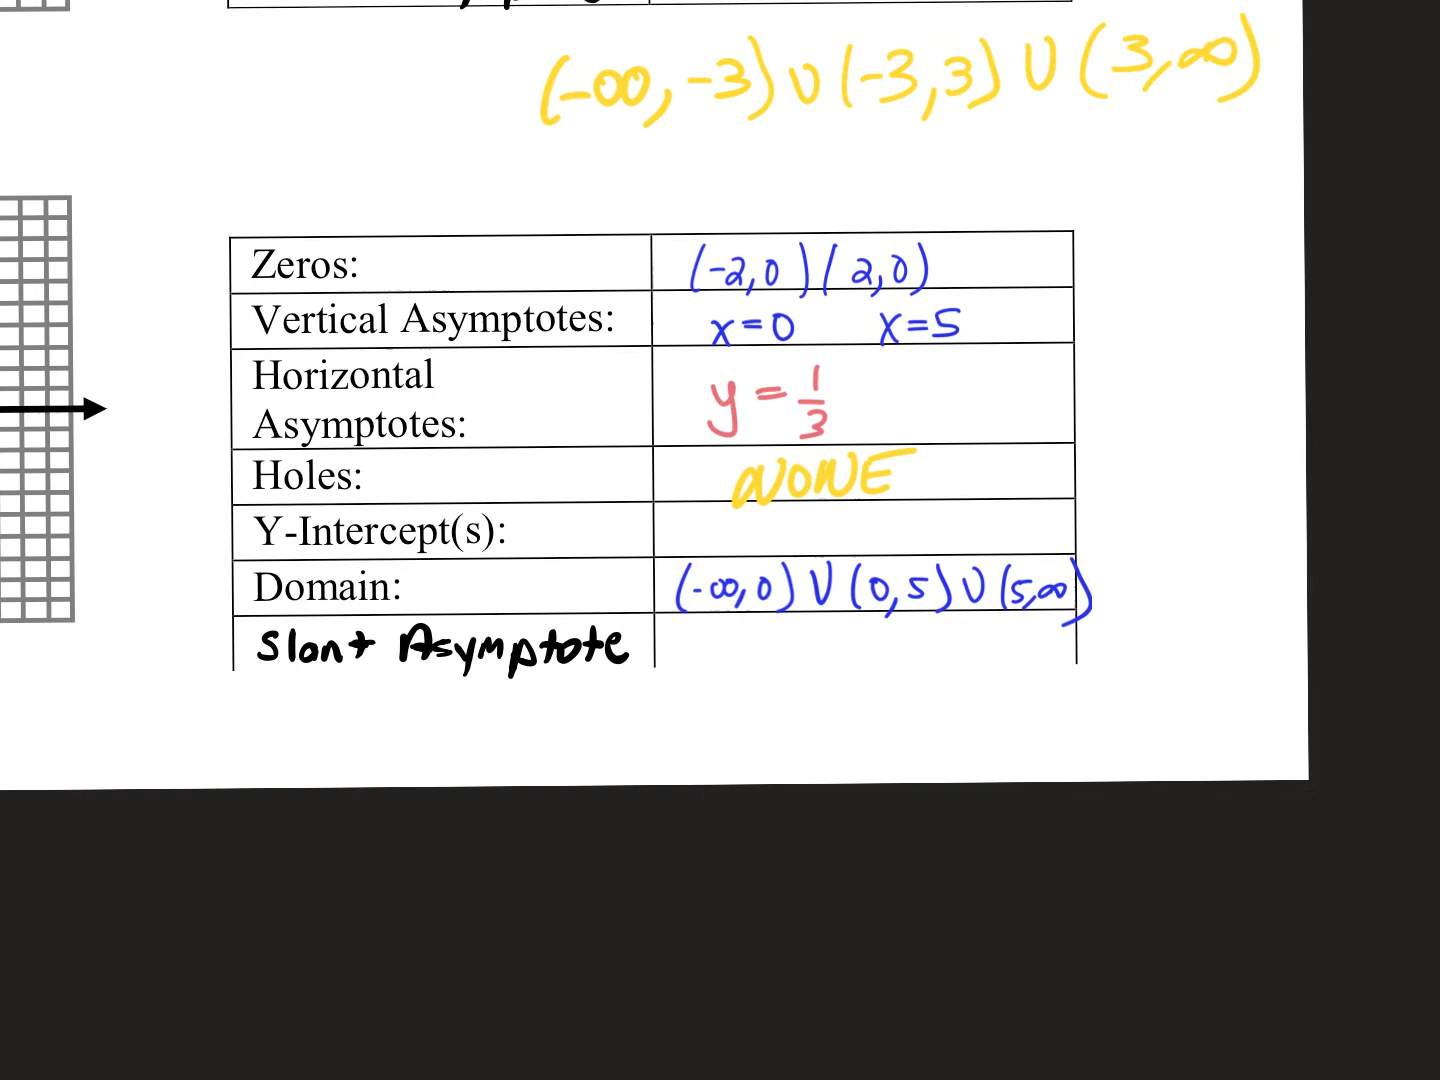 (-∞, -3) ∪ (-3, 3) ∪ (3, ∞)
Zeros: (-2, 0) (2, 0)
Vertical Asymptotes: x=0 x=5
Horizontal Asymptotes: y = 1/3
Holes: NONE
Y-Intercept(s):
Domain: (-∞, 0) ∪ (0, 5) ∪ (5, ∞)
Slant Asymptote